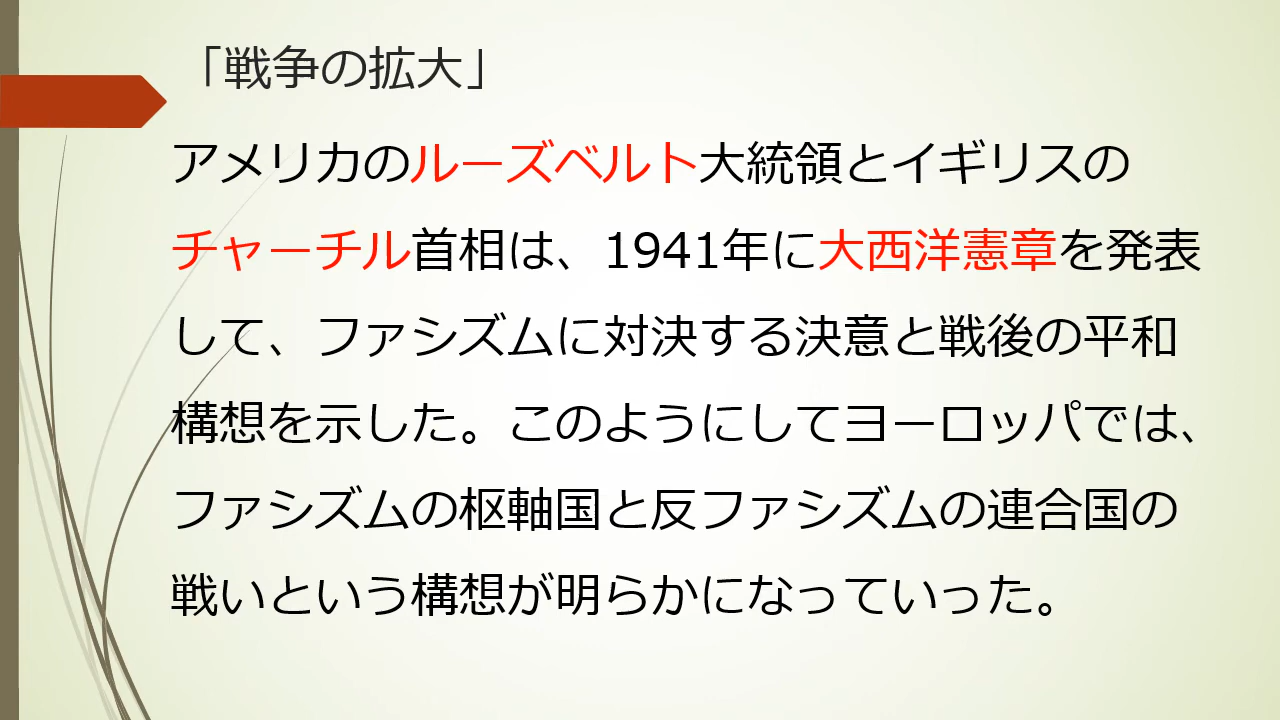 「戦争の拡大」
アメリカのルーズベルト大統領とイギリスの
チャーチル首相は、1941年に大西洋憲章を発表
して、ファシズムに対決する決意と戦後の平和
構想を示した。このようにしてヨーロッパでは、
ファシズムの枢軸国と反ファシズムの連合国の
戦いという構想が明らかになっていった。